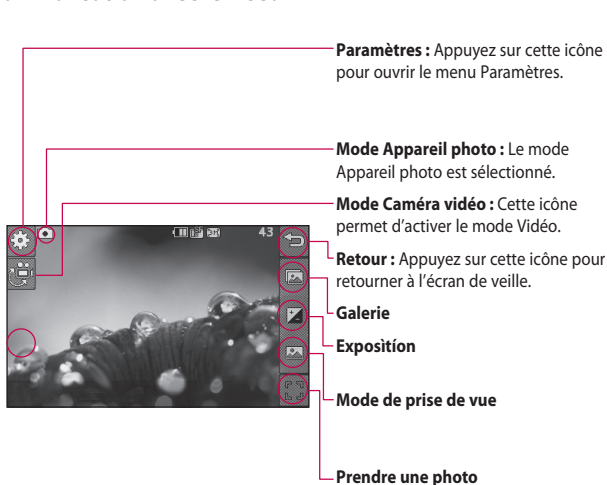 Paramètres : Appuyez sur cette icône
pour ouvrir le menu Paramètres.
Mode Appareil photo : Le mode
Appareil photo est sélectionné.
Mode Caméra vidéo : Cette icône
permet d'activer le mode Vidéo.
43
Retour : Appuyez sur cette icône pour
retourner à l'écran de veille.
Galerie
Exposìtíon
Mode de prise de vue
Prendre une photo